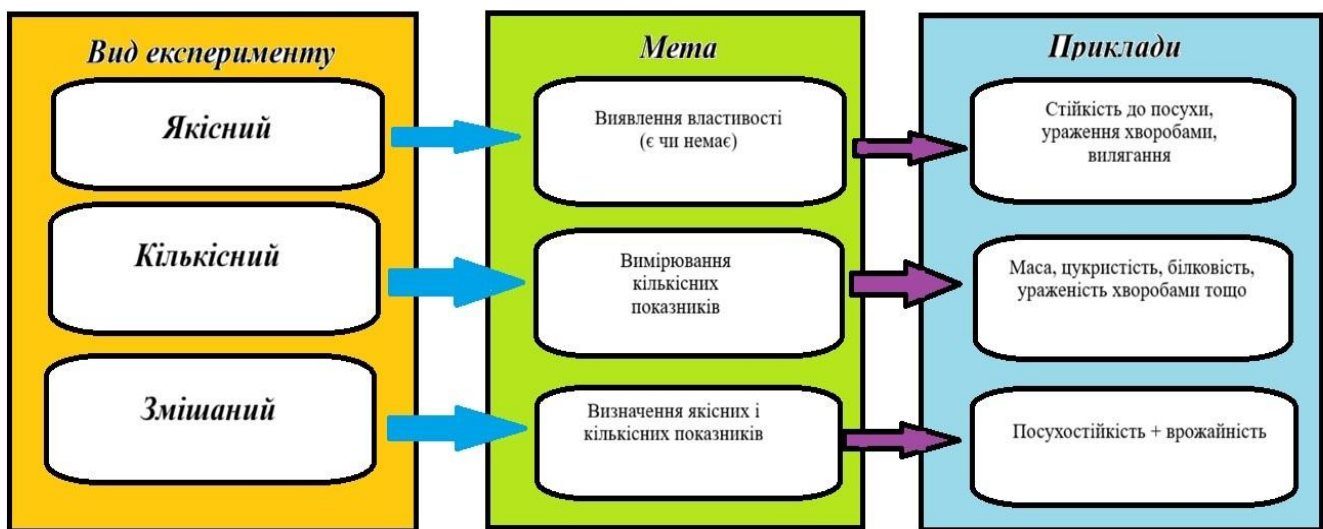 Вид експерименту
Якісний
Кількісний
Змішаний
Мета
Виявлення властивості
(є чи немає)
Вимірювання
кількісних
показників
Визначення якісних і
кількісних показників
Приклади
Стійкість до посухи,
ураження хворобами,
вилягання
Маса, цукристість, білковість,
ураженість хворобами тощо
Посухостійкість + врожайність